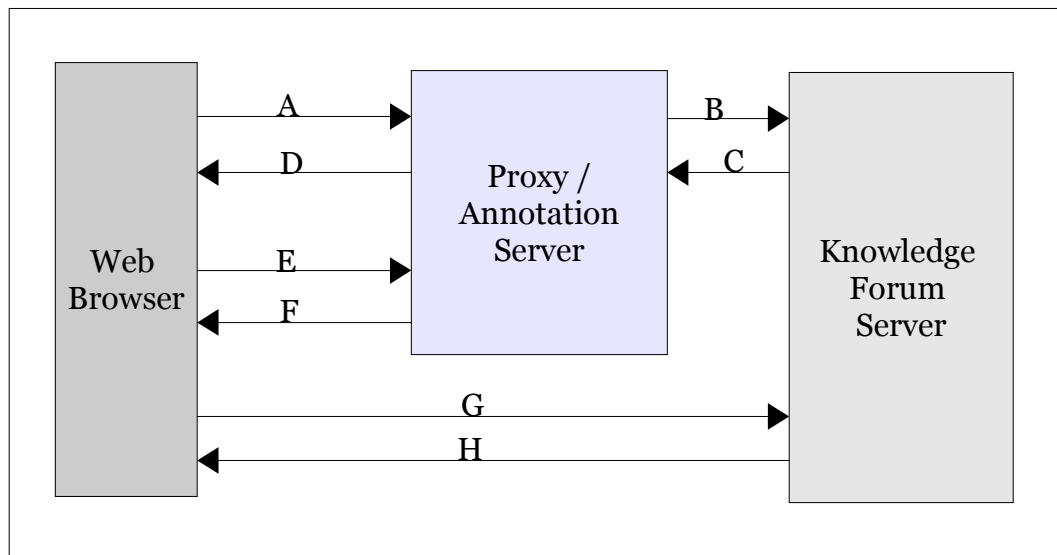 A
B
D
C
Proxy /
Annotation
Server
E
Web
Browser
F
Knowledge
Forum
Server
G
H